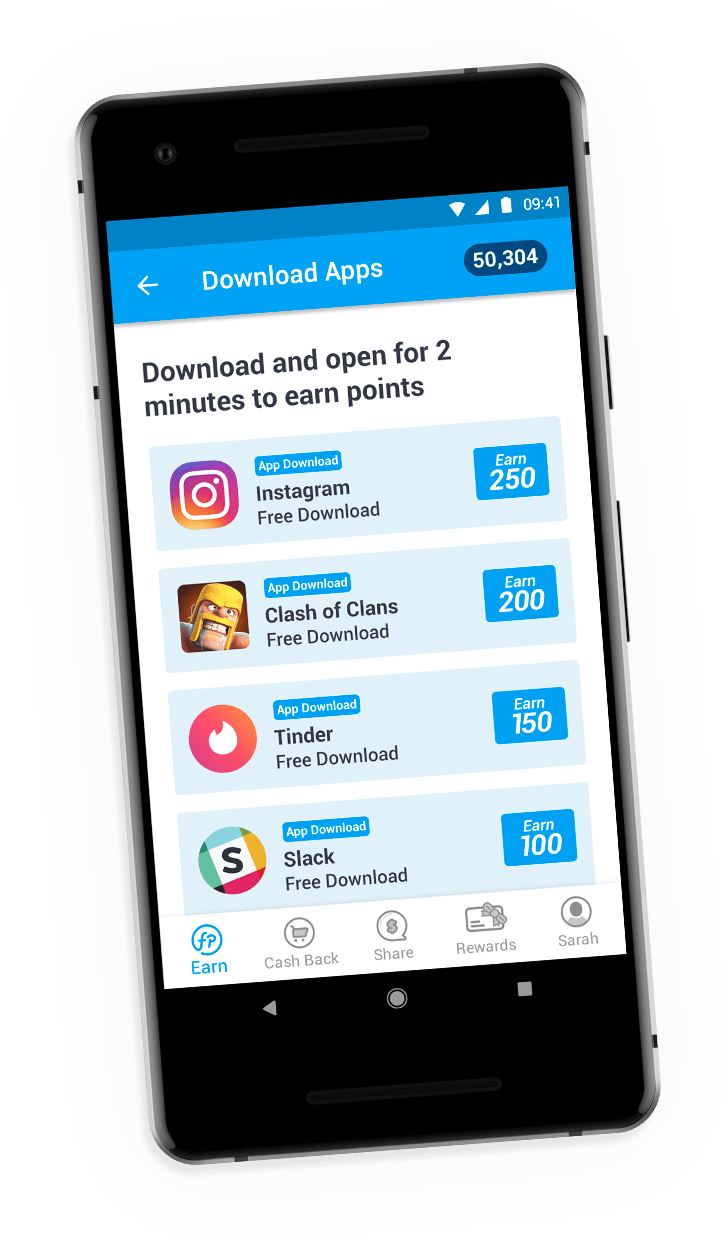 09:41
Download Apps
50,304
Download and open for 2
minutes to earn points
App Download
Instagram
Free Download
Earn
250
App Download
Clash of Clans
Free Download
Earn
200
App Download
Tinder
Free Download
Earn
150
S
App Download
Slack
Free Download
Earn
100
fp
Earn
Cash Back
$
Share
Rewards
Sarah